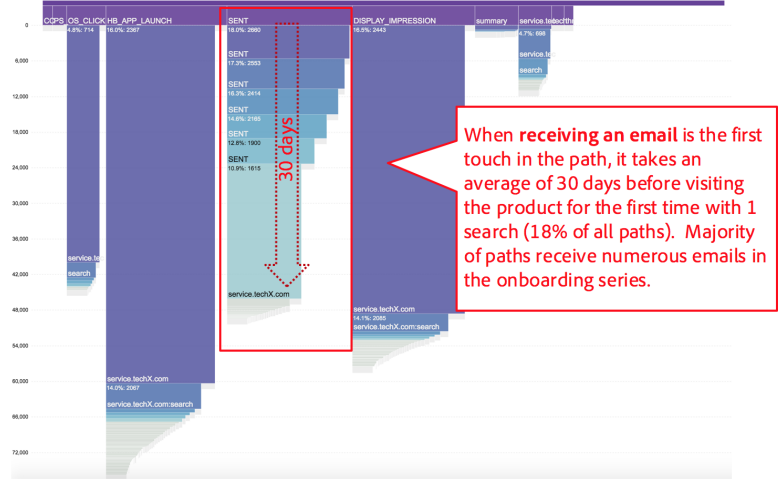 CC
PS
OS_CLICK
HB_APP_LAUNCH
SENT
DISPLAY_IMPRESSION
summary
service.te
0
4.8%: 714
16.0%: 2367
18.0%: 2660
16.5%: 2443
4.7%: 698
6,000
SENT
17.3%: 2553
service.t
search
12,000
SENT
16.3%: 2414
SENT
14.8%: 2183
18,000
SENT
12.8%: 1900
SENT
10.9%: 1615
24,000
30,000
36,000
42,000
48,000
54,000
60,000
66,000
72,000
30 days
service.te
search
service.techX.com
service.techX.com
14.1%: 2085
service.techX.com:search
service.techX.com
14.0%: 2067
service.techX.com:search
When receiving an email is the first
touch in the path, it takes an
average of 30 days before visiting
the product for the first time with 1
search (18% of all paths). Majority
of paths receive numerous emails in
the onboarding series.